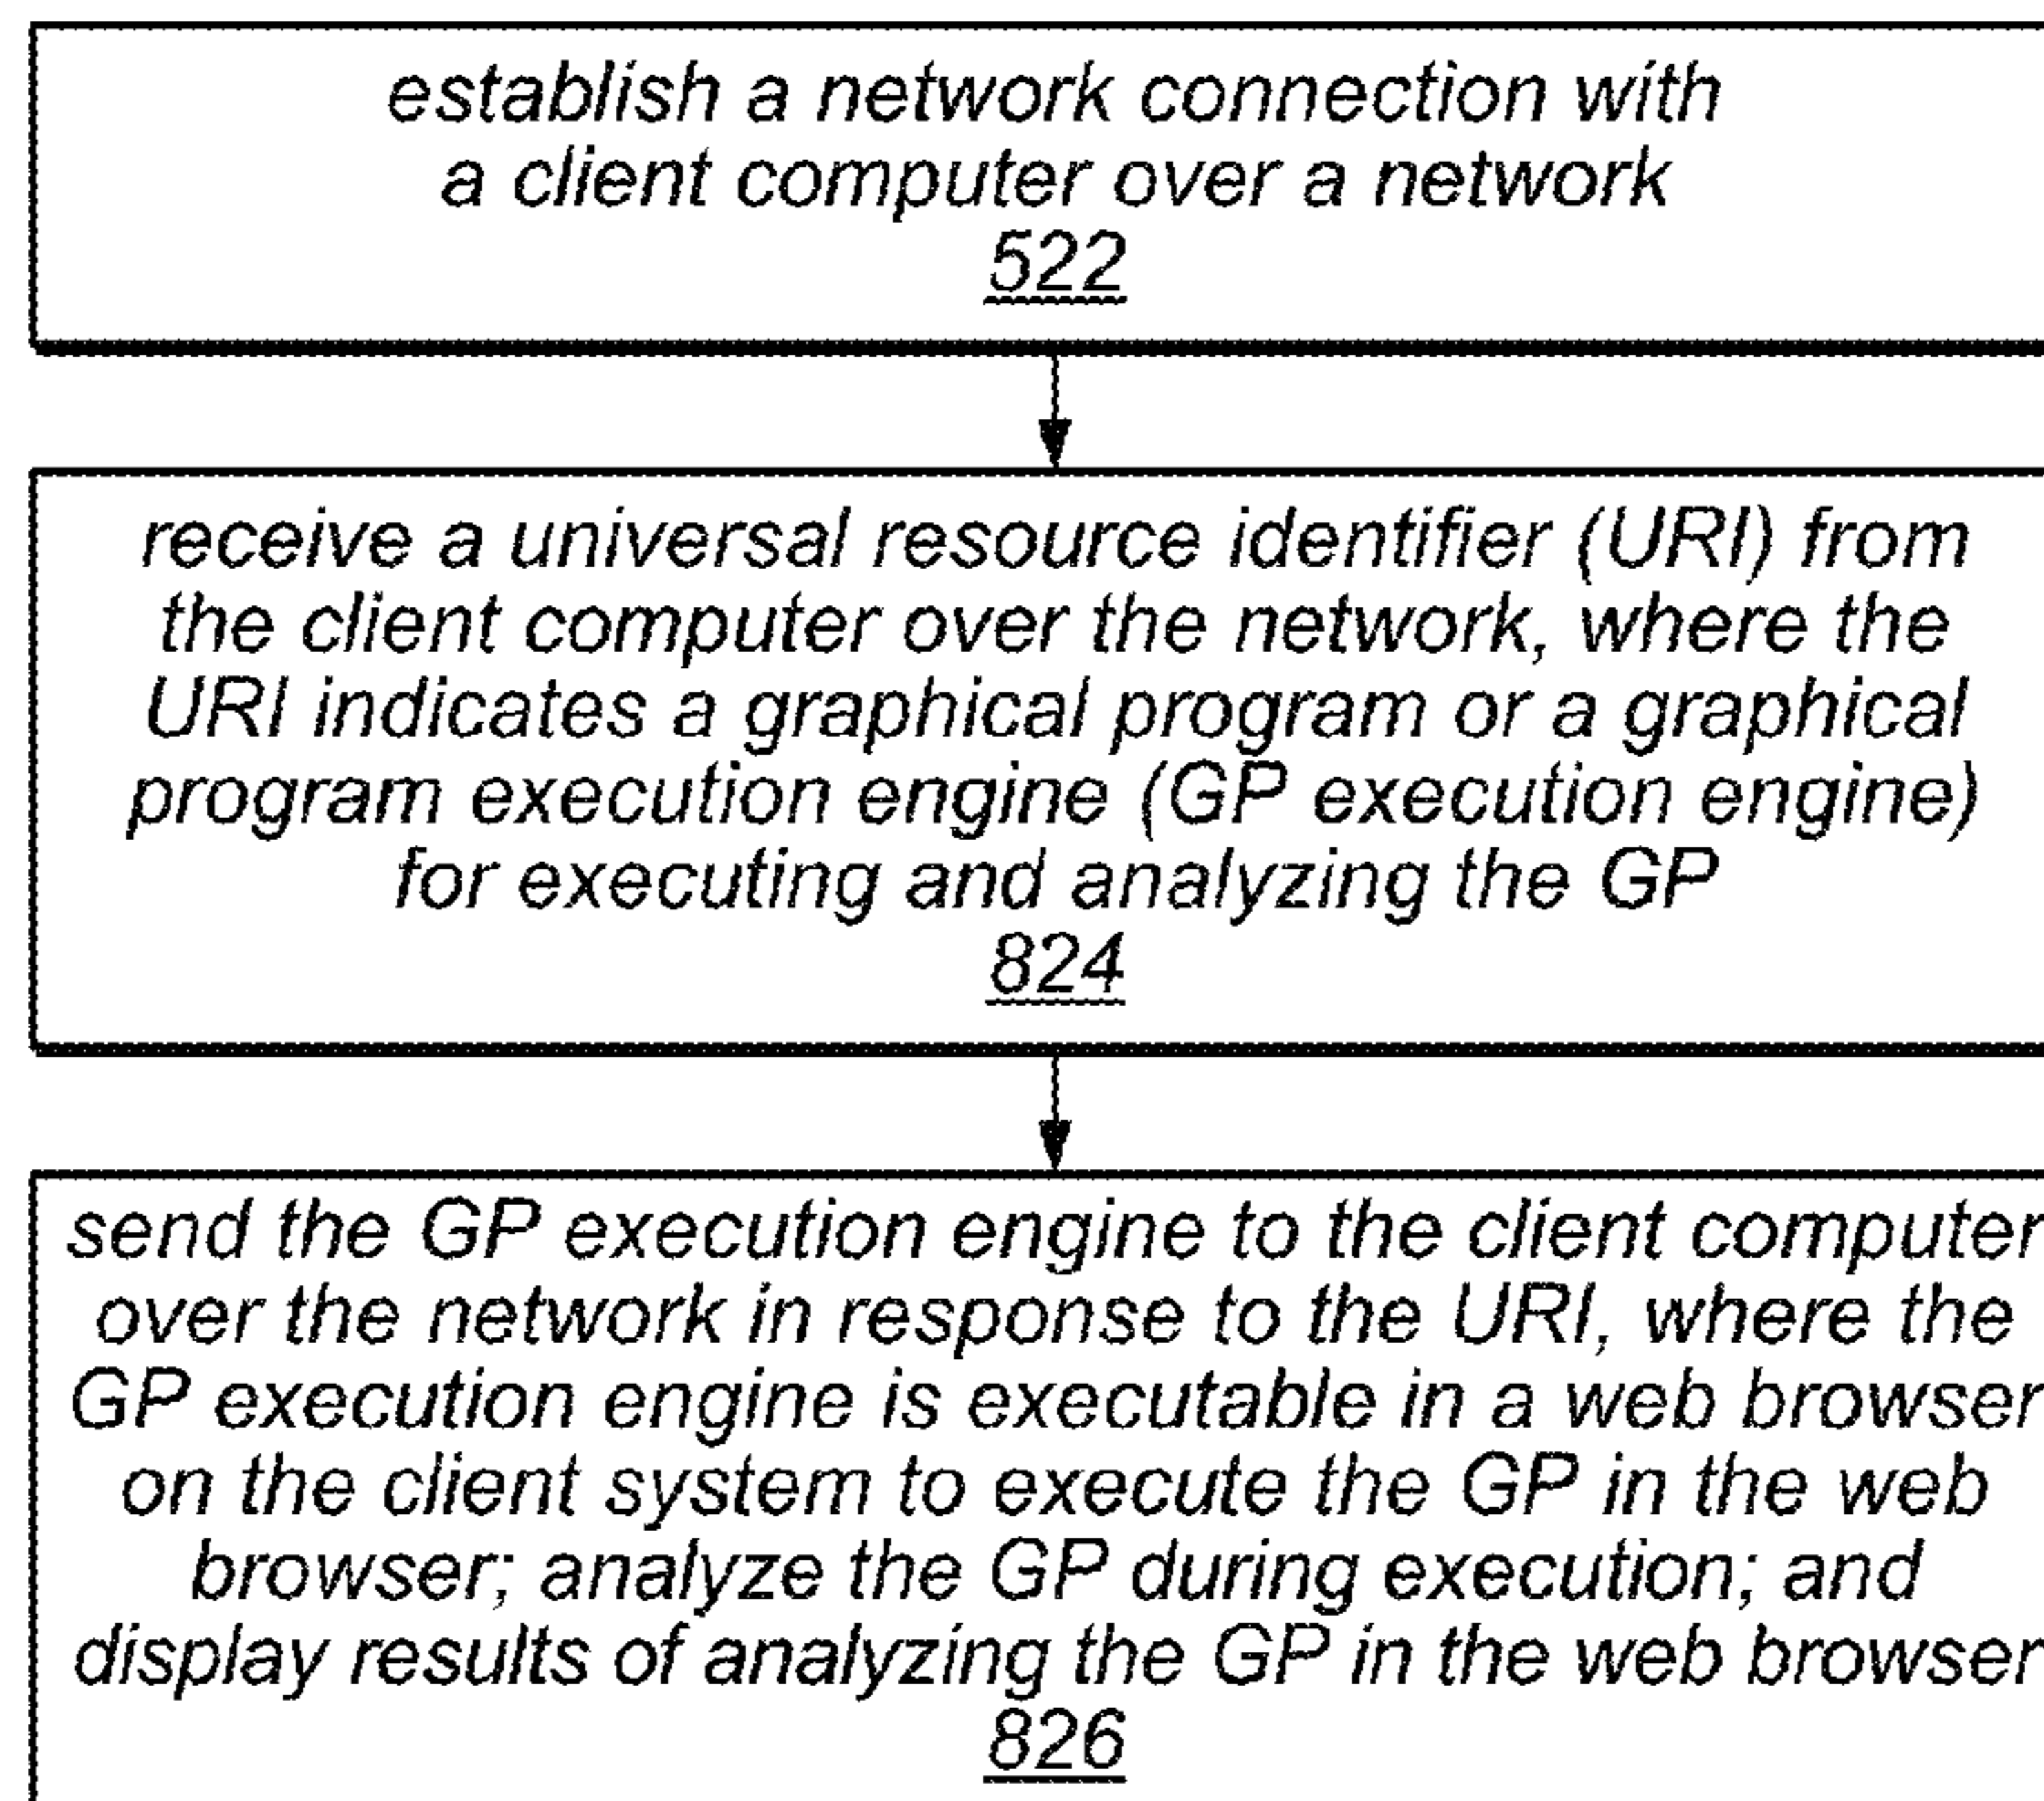 establish a network connection with
a client computer over a network
522
receive a universal resource identifier (URI) from
the client computer over the network, where the
URI indicates a graphical program or a graphical
program execution engine (GP execution engine)
for executing and analyzing the GP
824
send the GP execution engine to the client computer
over the network in response to the URI, where the
GP execution engine is executable in a web browser
on the client system to execute the GP in the web
browser; analyze the GP during execution; and
display results of analyzing the GP in the web browser
826